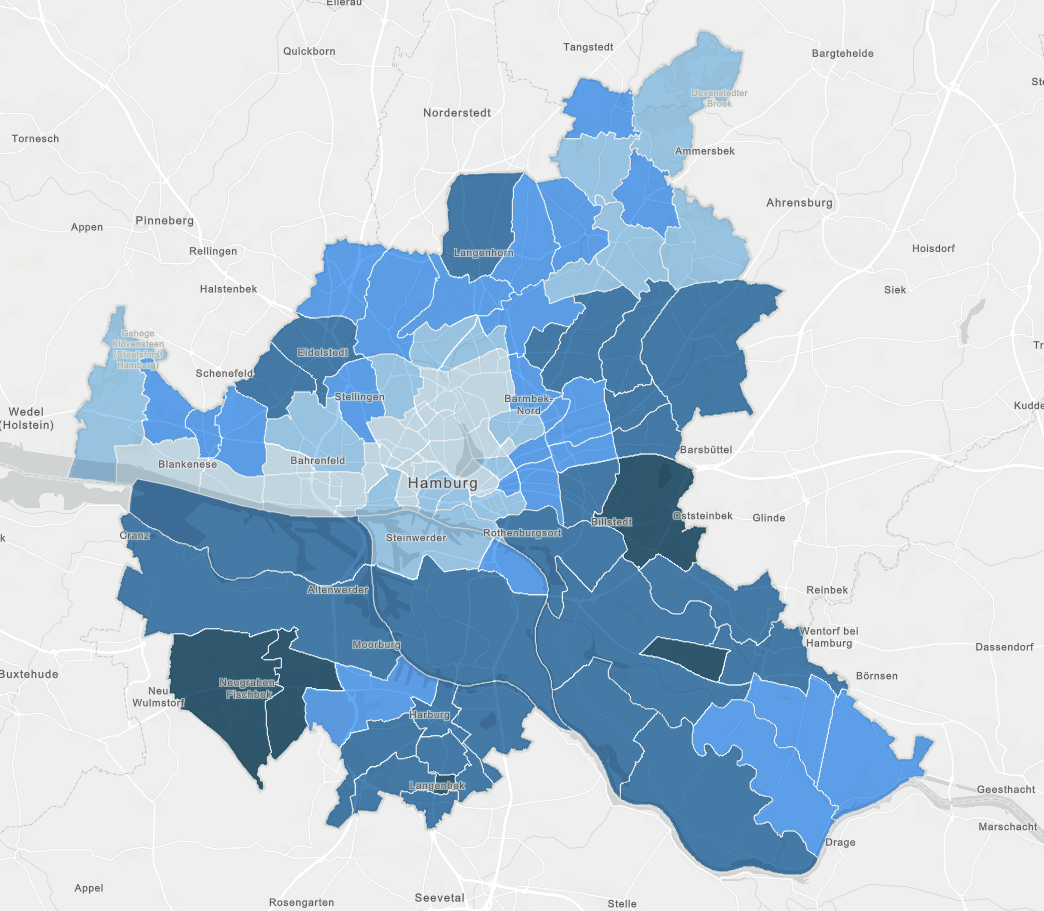 Ellerau
Quickborn
Tangstedt
Bargteheide
Duvenstedter
Brook
Norderstedt
Tornesch
Ammersbek
Ahrensburg
Pinneberg
Appen
Rellingen
Langenhorn
Hoisdorf
Halstenbek
Siek
Gehege
Klövensteen
(Staatsforst
Hamburg)
Eidelstedt
Schenefeld
Stellingen
Barmbek-
Nord
Wedel
(Holstein)
Barsbüttel
Blankenese
Bahrenfeld
Hamburg
Billstedt
Oststeinbek
Glinde
Cranz
Steinwerder
Rothenburgsort
Altenwerder
Reinbek
Wentorf bei
Hamburg
Moorburg
Dassendorf
Buxtehude
Börnsen
Neugraben-
Fischbek
Neu
Wulmstorf
Harburg
Langenbek
Geesthacht
Marschacht
Drage
Appel
Rosengarten
Seevetal
Stelle